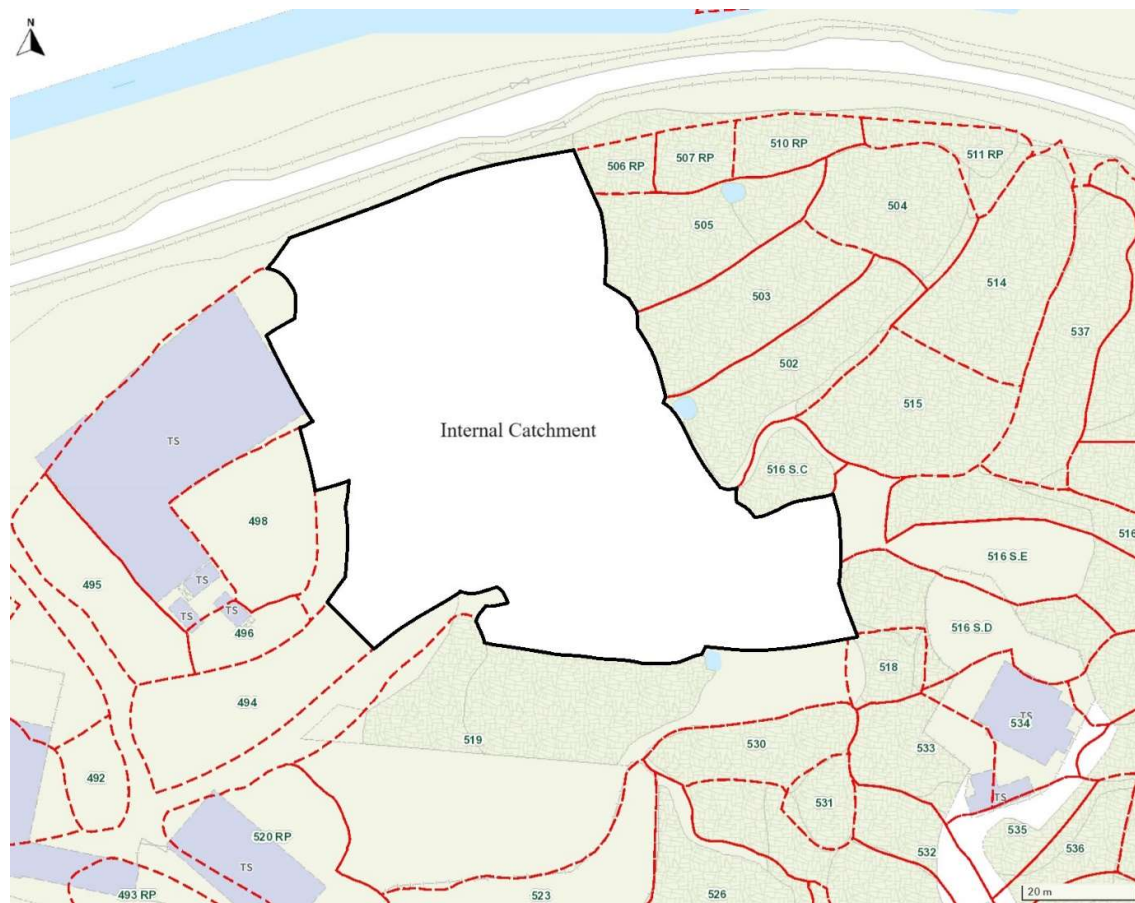 N
506 RP
507 RP
510 RP
511 RP
504
505
514
503
537
502
515
Internal Catchment
TS
516 S.C
498
516
516 S.E
495
TS
TS
TS
496
516 S.D
518
494
TS
534
519
530
533
492
531
TS
520 RP
TS
535
532
536
493 RP
523
526
20 m